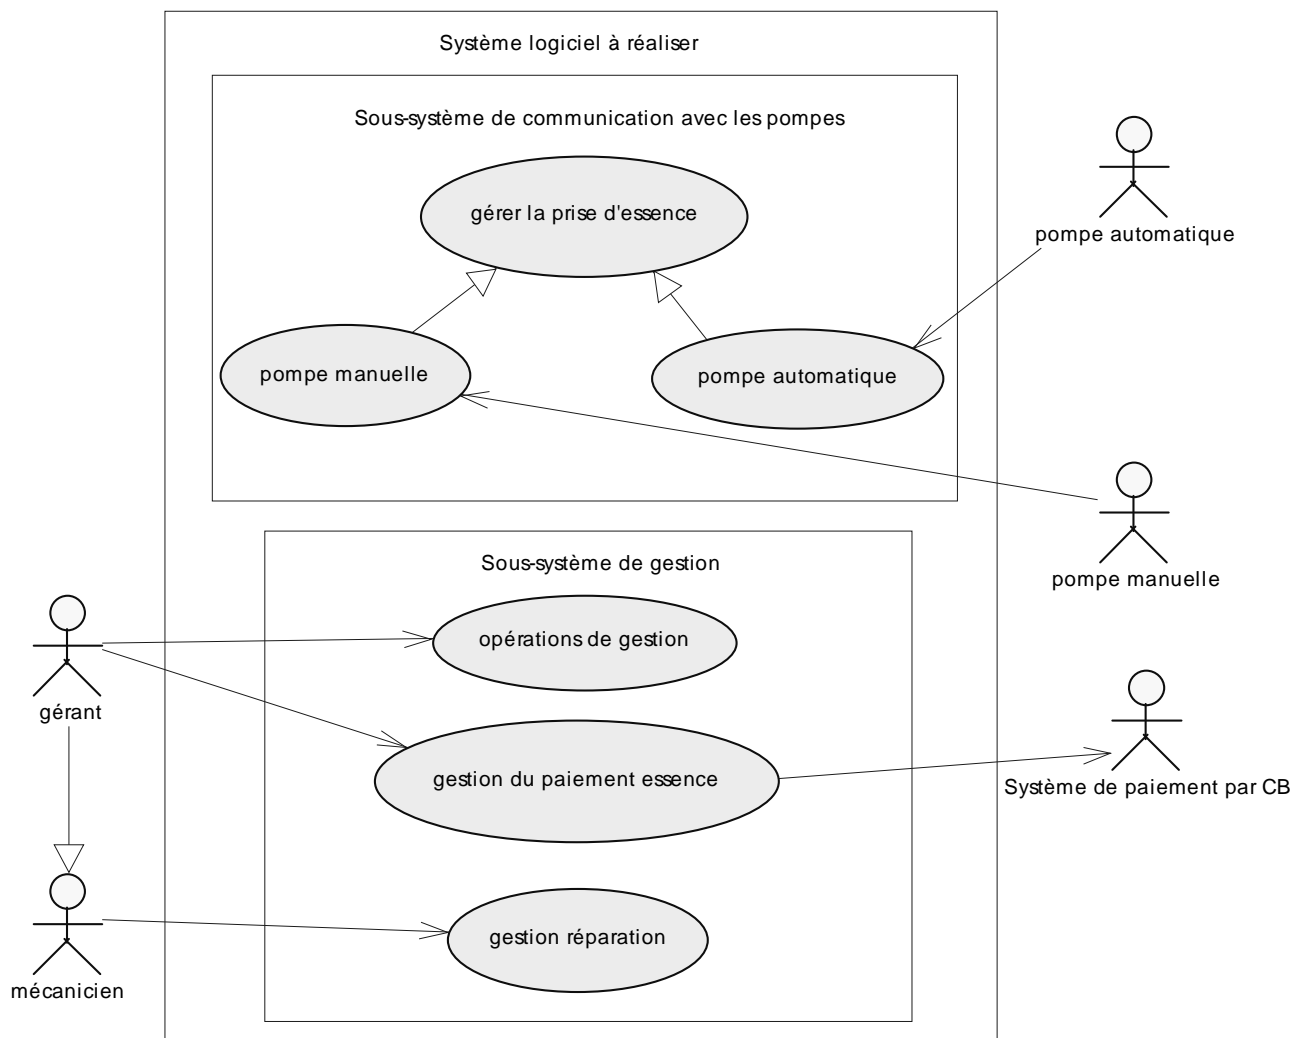 Système logiciel à réaliser
Sous-système de communication avec les pompes
gérer la prise d'essence
pompe automatique
pompe manuelle
pompe automatique
pompe manuelle
Sous-système de gestion
opérations de gestion
gérant
gestion du paiement essence
Système de paiement par CB
gestion réparation
mécanicien